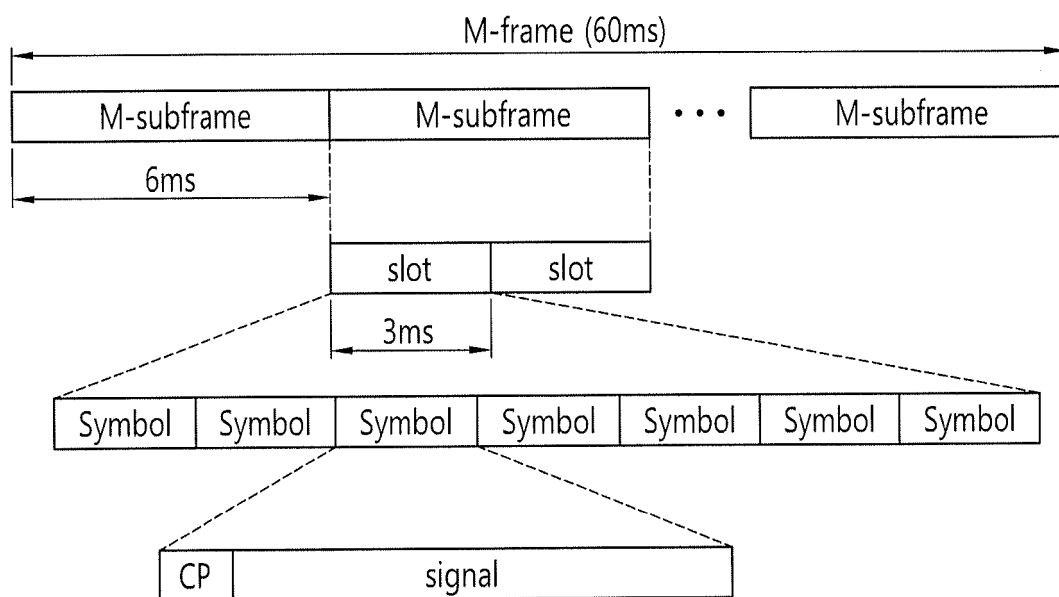 M-frame (60ms)
M-subframe M-subframe ••• M-subframe
6ms
slot slot
3ms
Symbol Symbol Symbol Symbol Symbol Symbol Symbol
CP signal